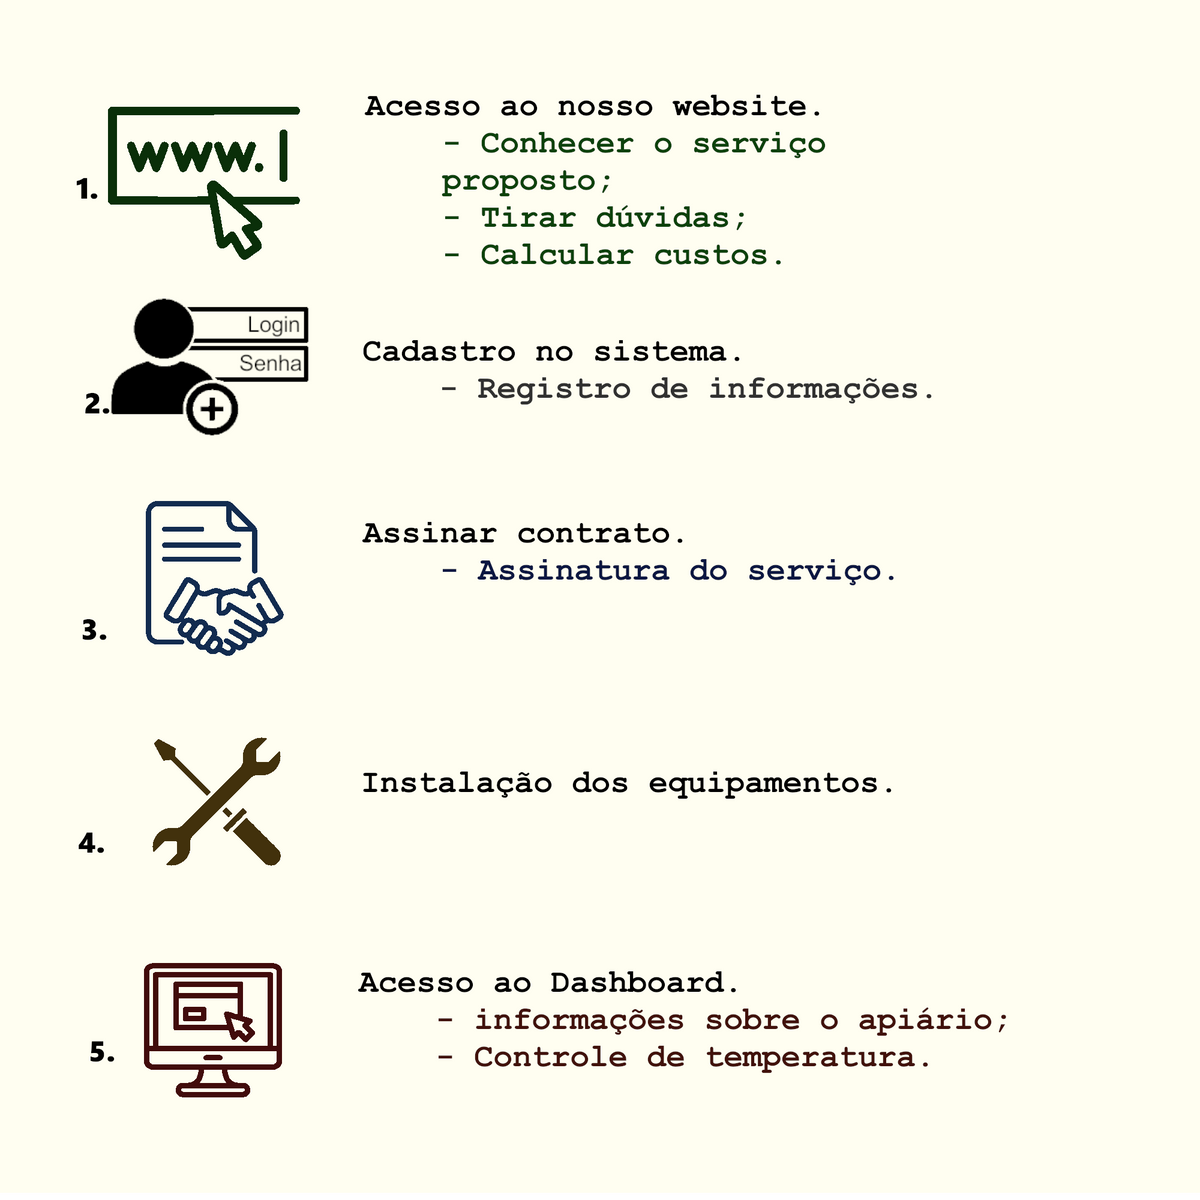 1.
www. |
Acesso ao nosso website.
- Conhecer o serviço
proposto;
- Tirar dúvidas;
- Calcular custos.
2.
Login
Senha
Cadastro no sistema.
- Registro de informações.
3.
Assinar contrato.
- Assinatura do serviço.
4.
Instalação dos equipamentos.
5.
Acesso ao Dashboard.
- informações sobre o apiário;
- Controle de temperatura.